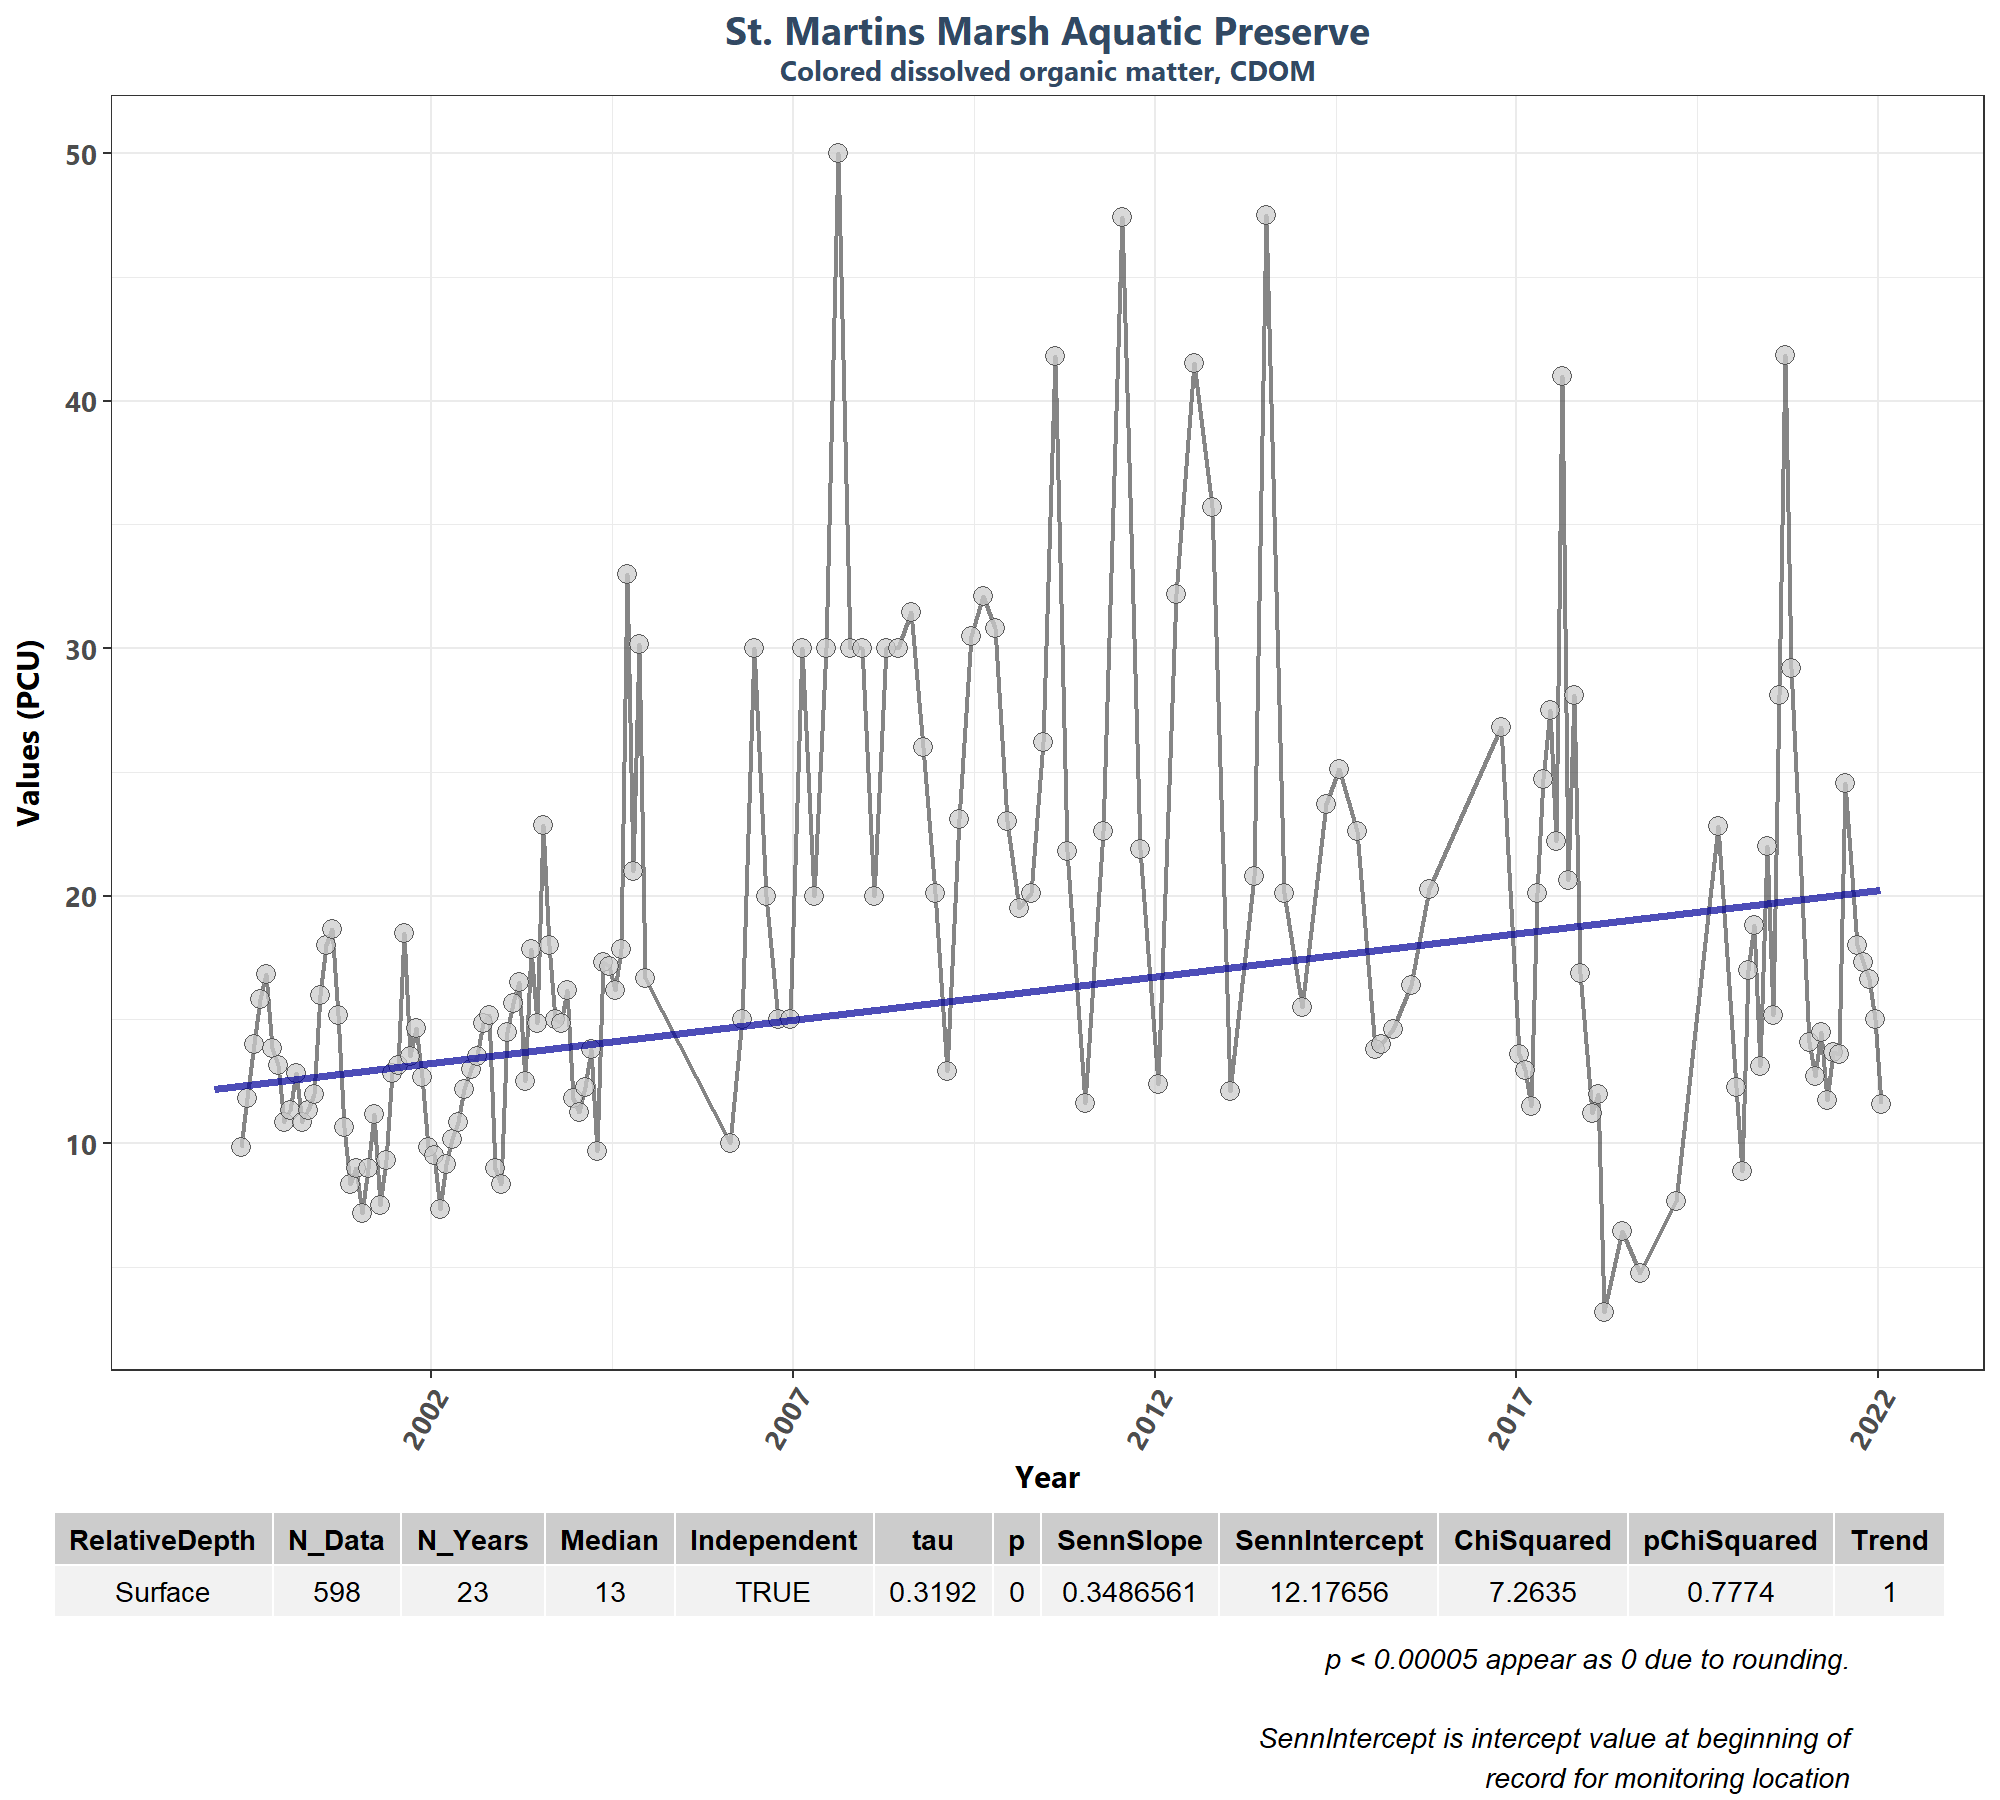 St. Martins Marsh Aquatic Preserve
Colored dissolved organic matter, CDOM
50
40
30
20
10
Values (PCU)
2002
2007
2012
2017
2022
Year
RelativeDepth N_Data N_Years Median Independent tau p SennSlope SennIntercept ChiSquared pChiSquared Trend
Surface 598 23 13 TRUE 0.3192 0 0.3486561 12.17656 7.2635 0.7774 1
p < 0.00005 appear as 0 due to rounding.
SennIntercept is intercept value at beginning of
record for monitoring location